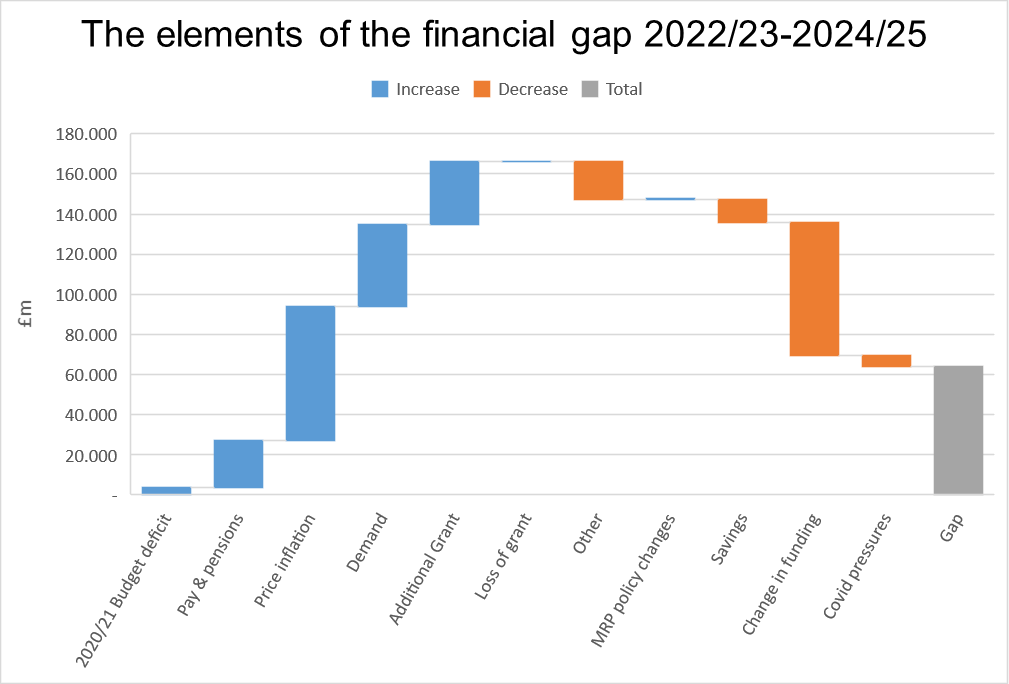 The elements of the financial gap 2022/23-2024/25
Increase Decrease Total
180.000
160.000
140.000
120.000
100.000
80.000
60.000
40.000
20.000
-
£m
2020/21 Budget deficit
Pay & pensions
Price inflation
Demand
Additional Grant
Loss of grant
Other
MRP policy changes
Savings
Change in funding
Covid pressures
Gap